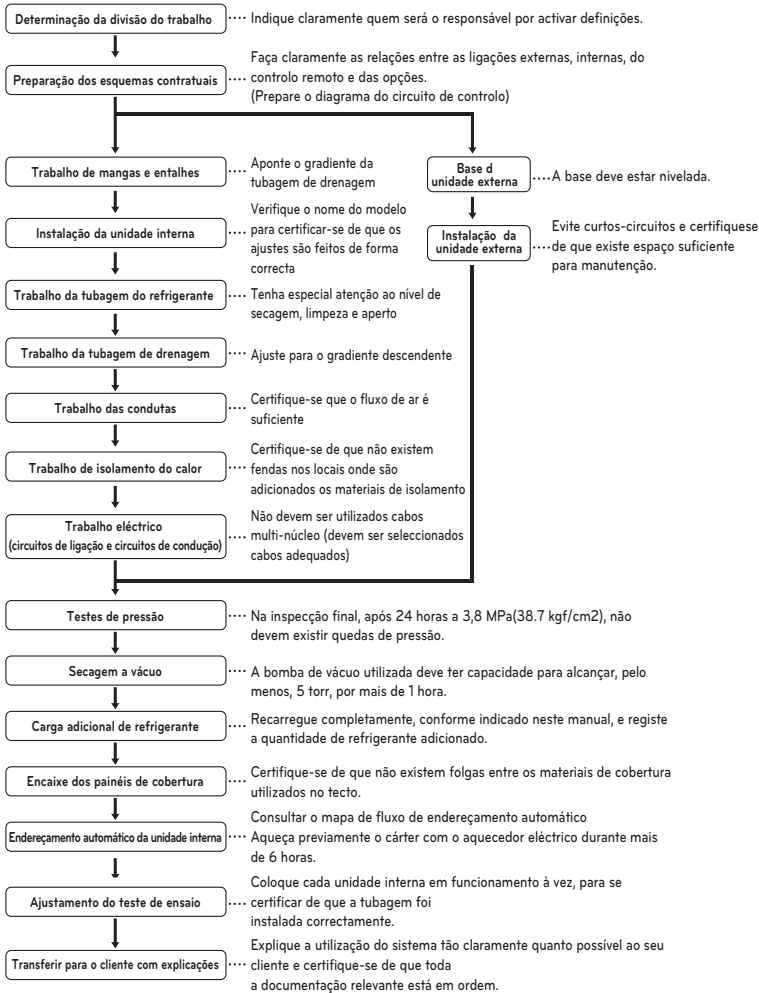 Determinação da divisão do trabalho
···· Indique claramente quem será o responsável por activar definições.
Preparação dos esquemas contratuais
Faça claramente as relações entre as ligações externas, internas, do
···· controlo remoto e das opções.
(Prepare o diagrama do circuito de controlo)
Trabalho de mangas e entalhes
···· Aponte o gradiente da
tubagem de drenagem
Base d
unidade externa
····A base deve estar nivelada.
Instalação da unidade interna
Verifique o nome do modelo
···· para certificar-se de que os
ajustes são feitos de forma
correcta
Instalação da
unidade externa
Evite curtos-circuitos e certifiquese
····de que existe espaço suficiente
para manutenção.
Trabalho da tubagem do refrigerante
···· Tenha especial atenção ao nível de
secagem, limpeza e aperto
Trabalho da tubagem de drenagem
···· Ajuste para o gradiente descendente
Trabalho das condutas
···· Certifique-se que o fluxo de ar é
suficiente
Trabalho de isolamento do calor
Certifique-se de que não existem
···· fendas nos locais onde são
adicionados os materiais de isolamento
Trabalho eléctrico
(circuitos de ligação e circuitos de condução)
Não devem ser utilizados cabos
···· multi-núcleo (devem ser seleccionados
cabos adequados)
Testes de pressão
···· Na inspecção final, após 24 horas a 3,8 MPa(38.7 kgf/cm2), não
devem existir quedas de pressão.
Secagem a vácuo
···· A bomba de vácuo utilizada deve ter capacidade para alcançar, pelo
menos, 5 torr, por mais de 1 hora.
Carga adicional de refrigerante
···· Recarregue completamente, conforme indicado neste manual, e registe
a quantidade de refrigerante adicionado.
Encaixe dos painéis de cobertura
···· Certifique-se de que não existem folgas entre os materiais de cobertura
utilizados no tecto.
Endereçamento automático da unidade interna
Consultar o mapa de fluxo de endereçamento automático
···· Aqueça previamente o cárter com o aquecedor eléctrico durante mais
de 6 horas.
Ajustamento do teste de ensaio
Coloque cada unidade interna em funcionamento à vez, para se
···· certificar de que a tubagem foi
instalada correctamente.
Transferir para o cliente com explicações
Explique a utilização do sistema tão claramente quanto possível ao seu
···· cliente e certifique-se de que toda
a documentação relevante está em ordem.